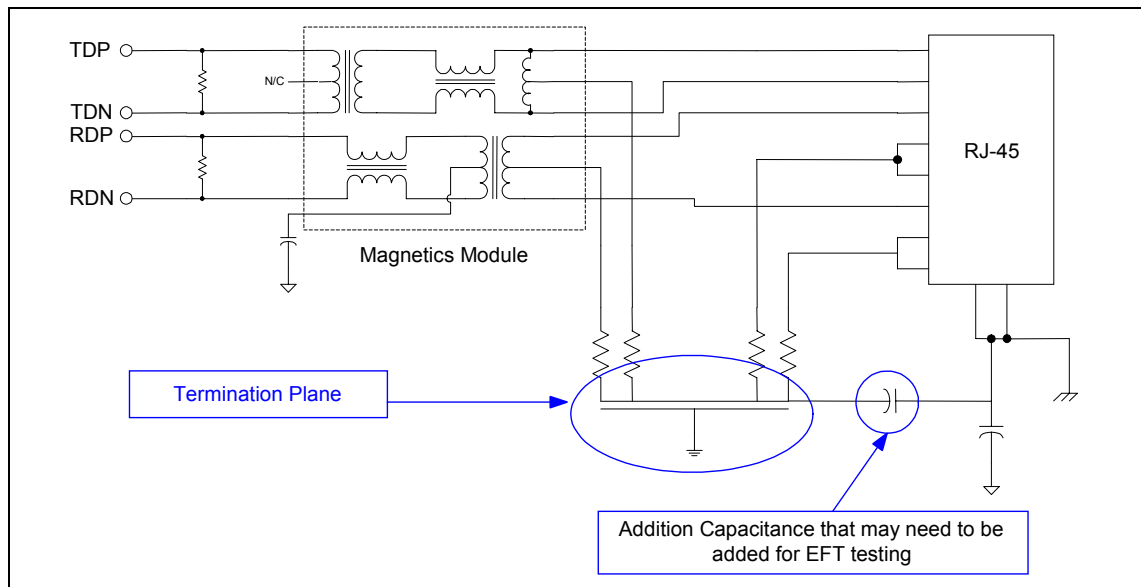 TDP
N/C
TDN
RDP
RJ-45
RDN
Magnetics Module
Termination Plane
Addition Capacitance that may need to be
added for EFT testing